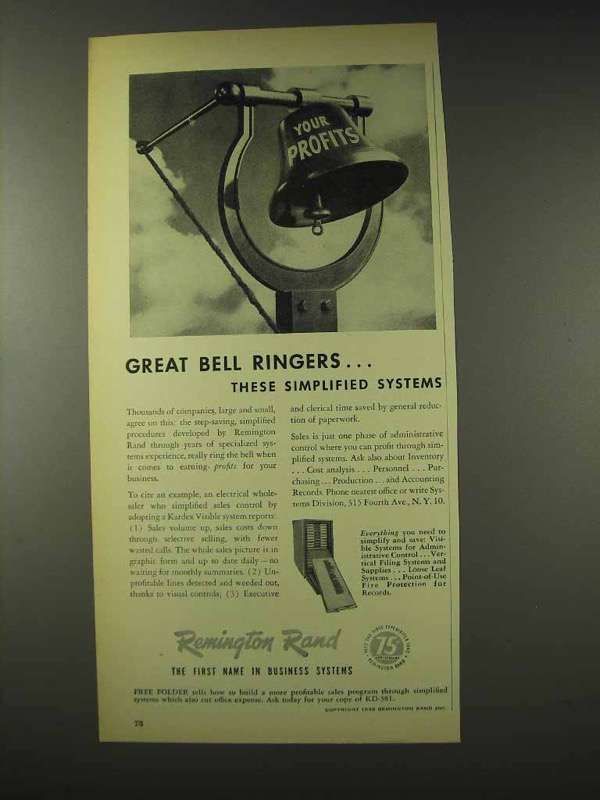 YOUR
PROFITS
GREAT BELL RINGERS...
THESE SIMPLIFIED SYSTEMS
Thousands of companies, large and small,
agree on this: the step-saving, simplified
procedures developed by Remington
Rand through years of specialized sys-
tems experience, really ring the bell when
it comes to earning profits for your
business.
To cite an example, an electrical whole-
saler who simplified sales control by
adopting a Kardex Visible system reports:
(1) Sales volume up, sales costs down
through selective selling, with fewer
wasted calls. The whole sales picture is in
graphic form and up to date daily—no
waiting for monthly summaries. (2) Un-
profitable lines detected and weeded out,
thanks to visual controls, (3) Executive
and clerical time saved by general reduc-
tion of paperwork.
Sales is just one phase of administrative
control where you can profit through sim-
plified systems. Ask also about Inventory
... Cost analysis ... Personnel ... Pur-
chasing ... Production ... and Accounting
Records. Phone nearest office or write Sys-
tems Division, 315 Fourth Ave., N. Y. 10.
Everything you need to
simplify and save: Visi-
ble Systems for Admin-
istrative Control ... Ver-
tical Filing Systems and
Supplies ... Loose Leaf
Systems ... Point-of-Use
Fire Protection for
Records.
Remington Rand
THE FIRST NAME IN BUSINESS SYSTEMS
75
ANNIVERSARY
REMINGTON RAND
FREE FOLDER tells how to build a more profitable sales program through simplified
systems which also cut office expense. Ask today for your copy of KD-381.
COPYRIGHT 1948 REMINGTON RAND INC.
78